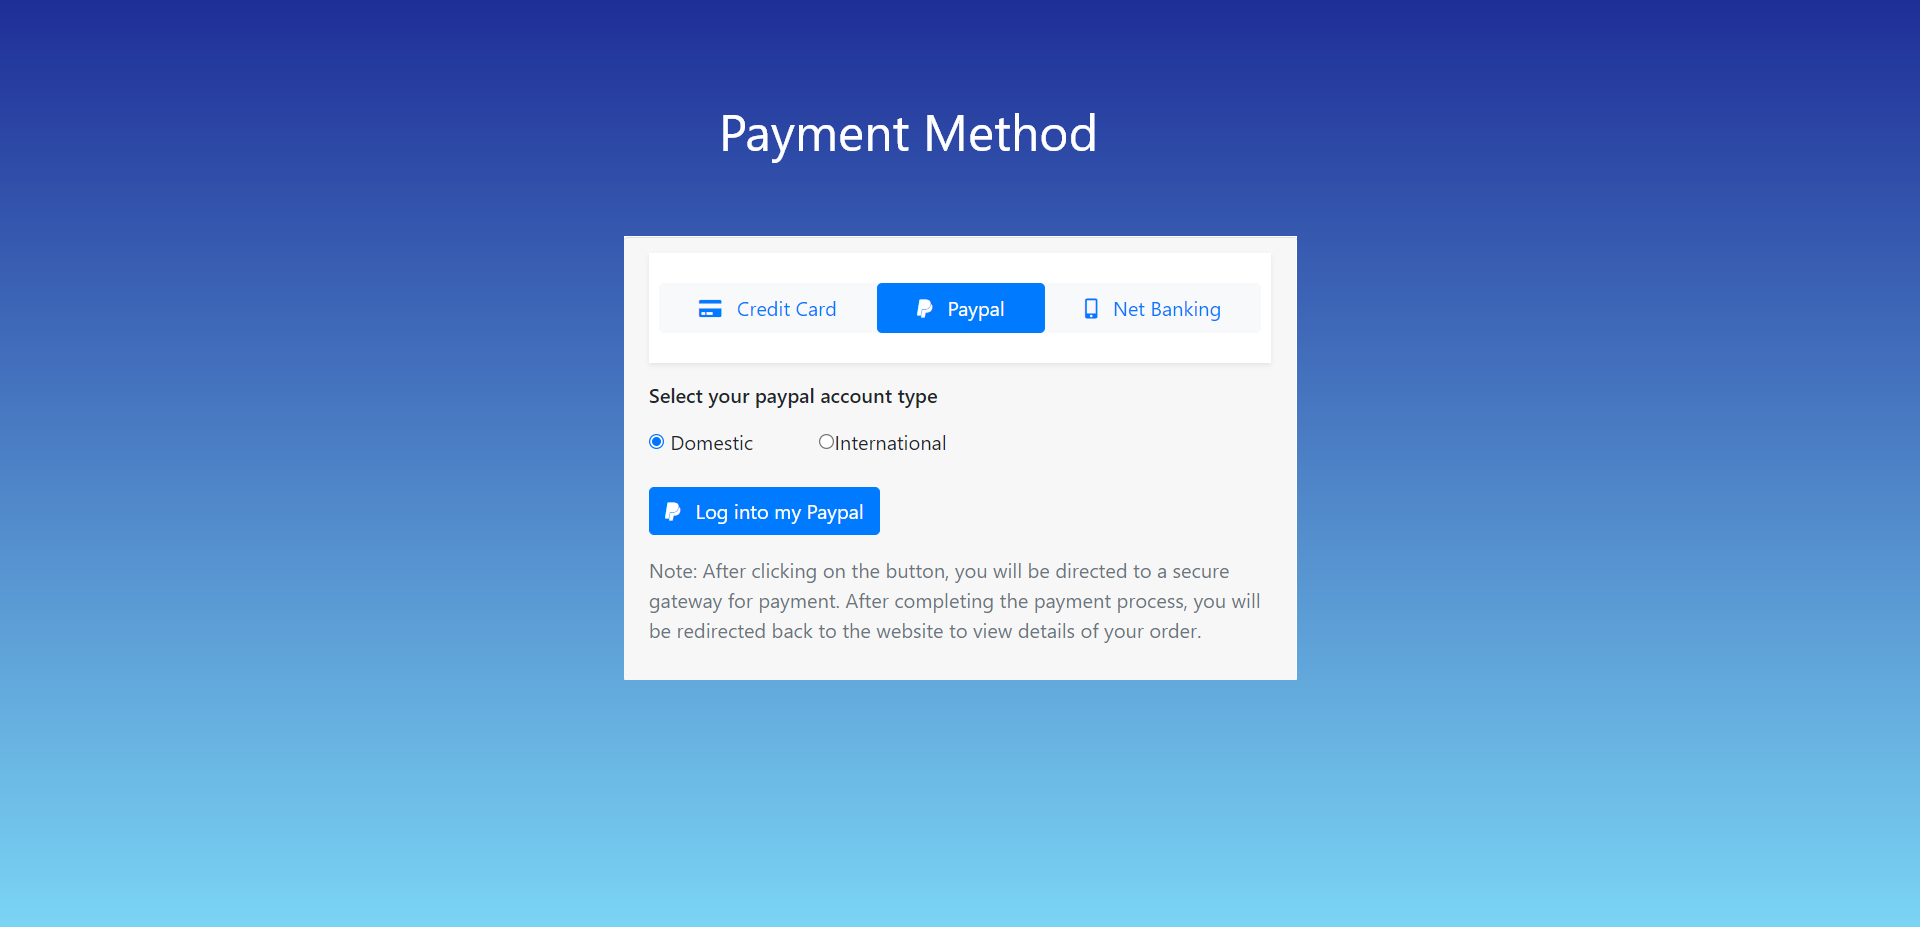 Payment Method
Credit Card
Paypal
Net Banking
Select your paypal account type
Domestic
International
Log into my Paypal
Note: After clicking on the button, you will be directed to a secure
gateway for payment. After completing the payment process, you will
be redirected back to the website to view details of your order.